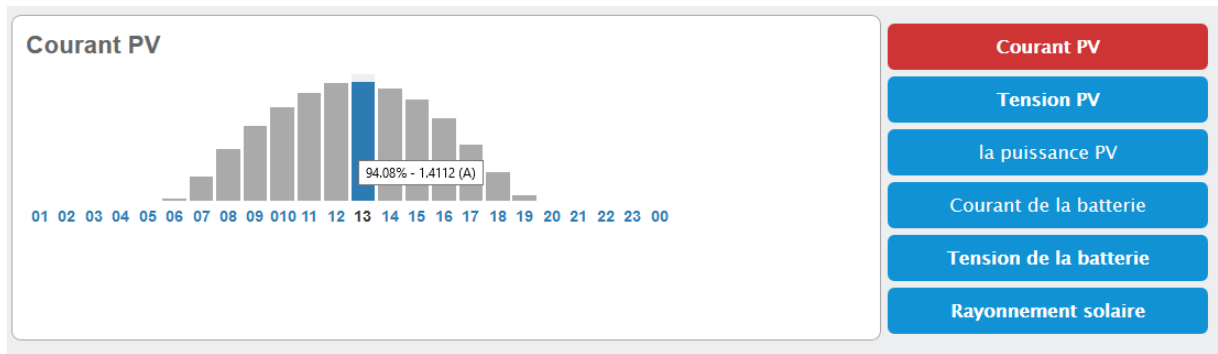 Courant PV
94.08% - 1.4112 (A)
01 02 03 04 05 06 07 08 09 010 11 12 13 14 15 16 17 18 19 20 21 22 23 00
Courant PV
Tension PV
la puissance PV
Courant de la batterie
Tension de la batterie
Rayonnement solaire